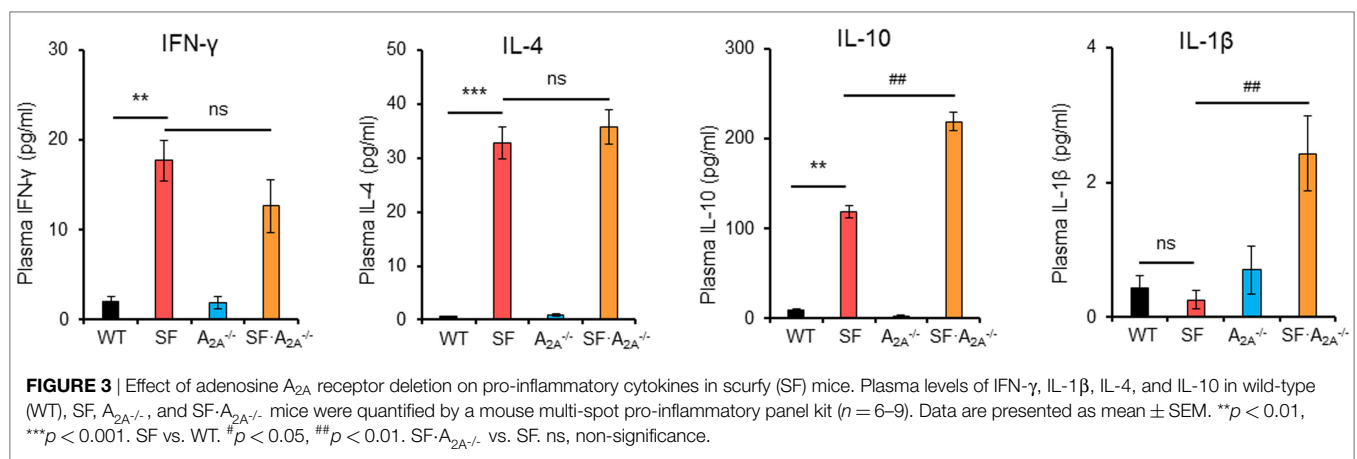 IFN-γ
Plasma IFN-γ (pg/ml)
30
20
10
0
**
ns
WT SF A2A-/- SF·A2A-/-
IL-4
Plasma IL-4 (pg/ml)
50
40
30
20
10
0
***
ns
WT SF A2A-/- SF·A2A-/-
IL-10
Plasma IL-10 (pg/ml)
300
200
100
0
**
##
WT SF A2A-/- SF·A2A-/-
IL-1β
Plasma IL-1β (pg/ml)
4
2
0
ns
##
WT SF A2A-/- SF·A2A-/-
FIGURE 3 | Effect of adenosine A2A receptor deletion on pro-inflammatory cytokines in scurfy (SF) mice. Plasma levels of IFN-γ, IL-1β, IL-4, and IL-10 in wild-type
(WT), SF, A2A-/-, and SF·A2A-/- mice were quantified by a mouse multi-spot pro-inflammatory panel kit (n = 6–9). Data are presented as mean ± SEM. **p < 0.01,
***p < 0.001. SF vs. WT. #p < 0.05, ##p < 0.01. SF·A2A-/- vs. SF. ns, non-significance.